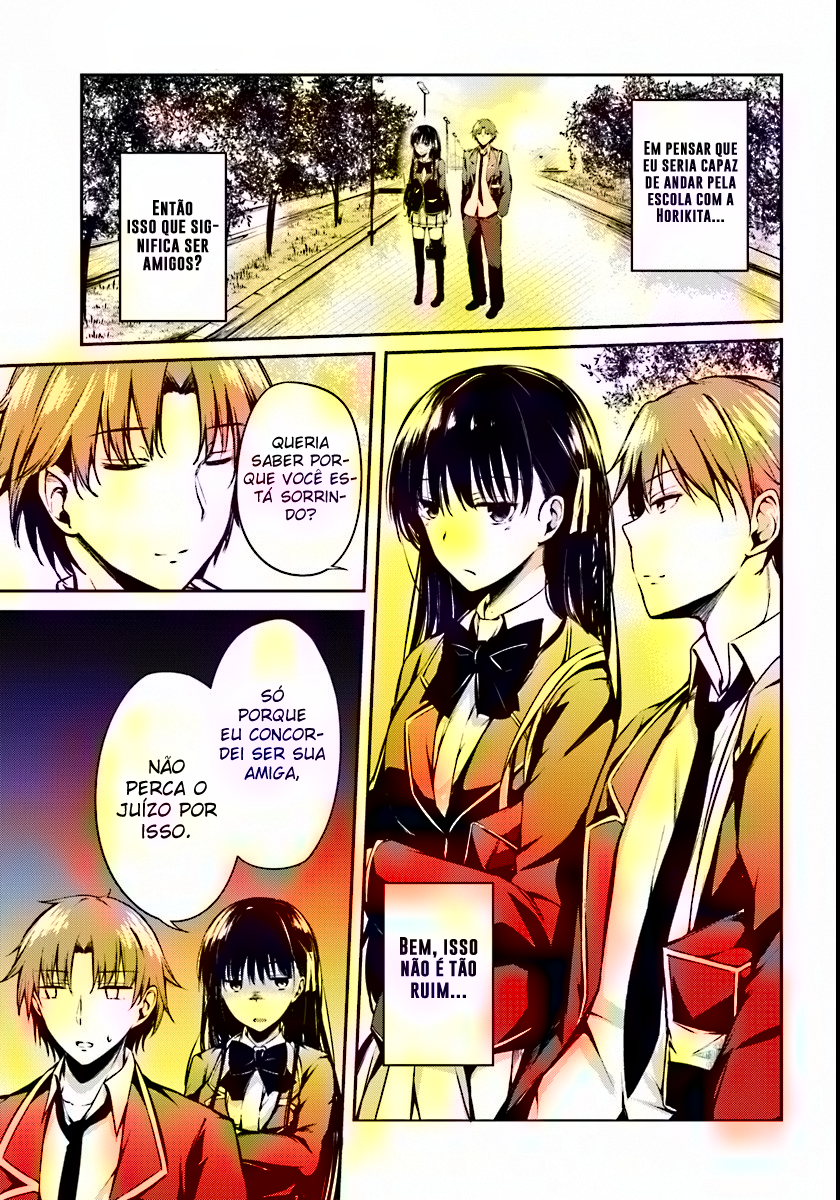 EM PENSAR QUE
EU SERIA CAPAZ
DE ANDAR PELA
ESCOLA COM A
HORIKITA...
ENTÃO
ISSO QUE SIG-
NIFICA SER
AMIGOS?
BEM, ISSO
NÃO É TÃO
RUIM...
QUERIA
SABER POR-
QUE VOCÊ ES-
TÁ SORRIN-
DO?
SÓ
PORQUE
EU CONCOR-
DEI SER SUA
AMIGA,
NÃO
PERCA O
JUÍZO POR
ISSO.